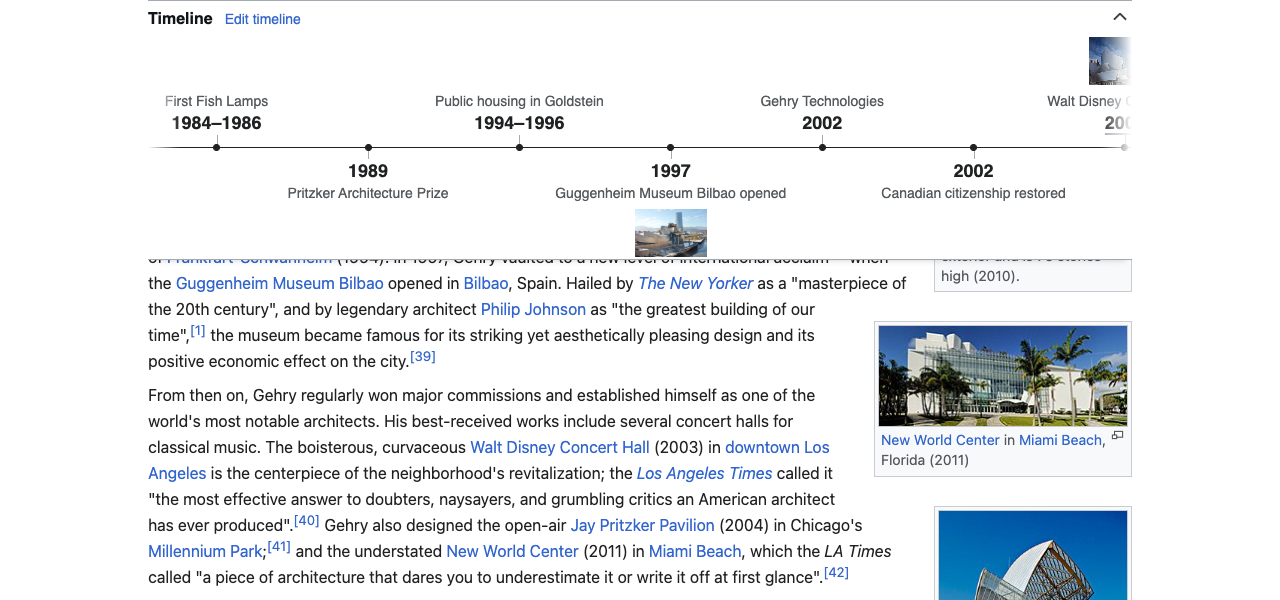 Timeline Edit timeline
First Fish Lamps
1984–1986
Public housing in Goldstein
1994–1996
Gehry Technologies
2002
Walt Disney
1989
Pritzker Architecture Prize
1997
Guggenheim Museum Bilbao opened
2002
Canadian citizenship restored
the Guggenheim Museum Bilbao opened in Bilbao, Spain. Hailed by The New Yorker as a "masterpiece of
the 20th century", and by legendary architect Philip Johnson as "the greatest building of our
time",[1] the museum became famous for its striking yet aesthetically pleasing design and its
positive economic effect on the city.[39]
From then on, Gehry regularly won major commissions and established himself as one of the
world's most notable architects. His best-received works include several concert halls for
classical music. The boisterous, curvaceous Walt Disney Concert Hall (2003) in downtown Los
Angeles is the centerpiece of the neighborhood's revitalization; the Los Angeles Times called it
"the most effective answer to doubters, naysayers, and grumbling critics an American architect
has ever produced".[40] Gehry also designed the open-air Jay Pritzker Pavilion (2004) in Chicago's
Millennium Park;[41] and the understated New World Center (2011) in Miami Beach, which the LA Times
called "a piece of architecture that dares you to underestimate it or write it off at first glance".[42]
high (2010).
New World Center in Miami Beach,
Florida (2011)